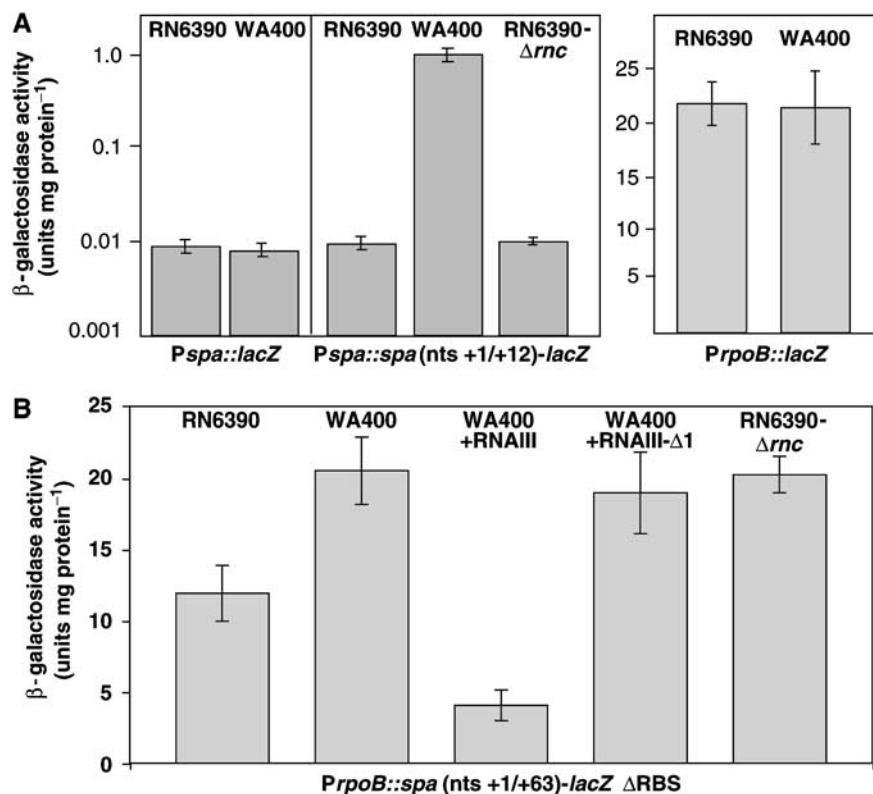 A
RN6390 WA400 RN6390 WA400 RN6390-
Δrnc
β-galactosidase activity
(units mg protein⁻¹)
1.0
0.1
0.01
0.001
Pspa::lacZ Pspa::spa (nts +1/+12)-lacZ
RN6390 WA400
25
20
15
10
5
PrpoB::lacZ
B
β-galactosidase activity
(units mg protein⁻¹)
25
20
15
10
5
0
RN6390 WA400 WA400 WA400 RN6390-
+RNAIII +RNAIII-Δ1 Δrnc
PrpoB::spa (nts +1/+63)-lacZ ΔRBS